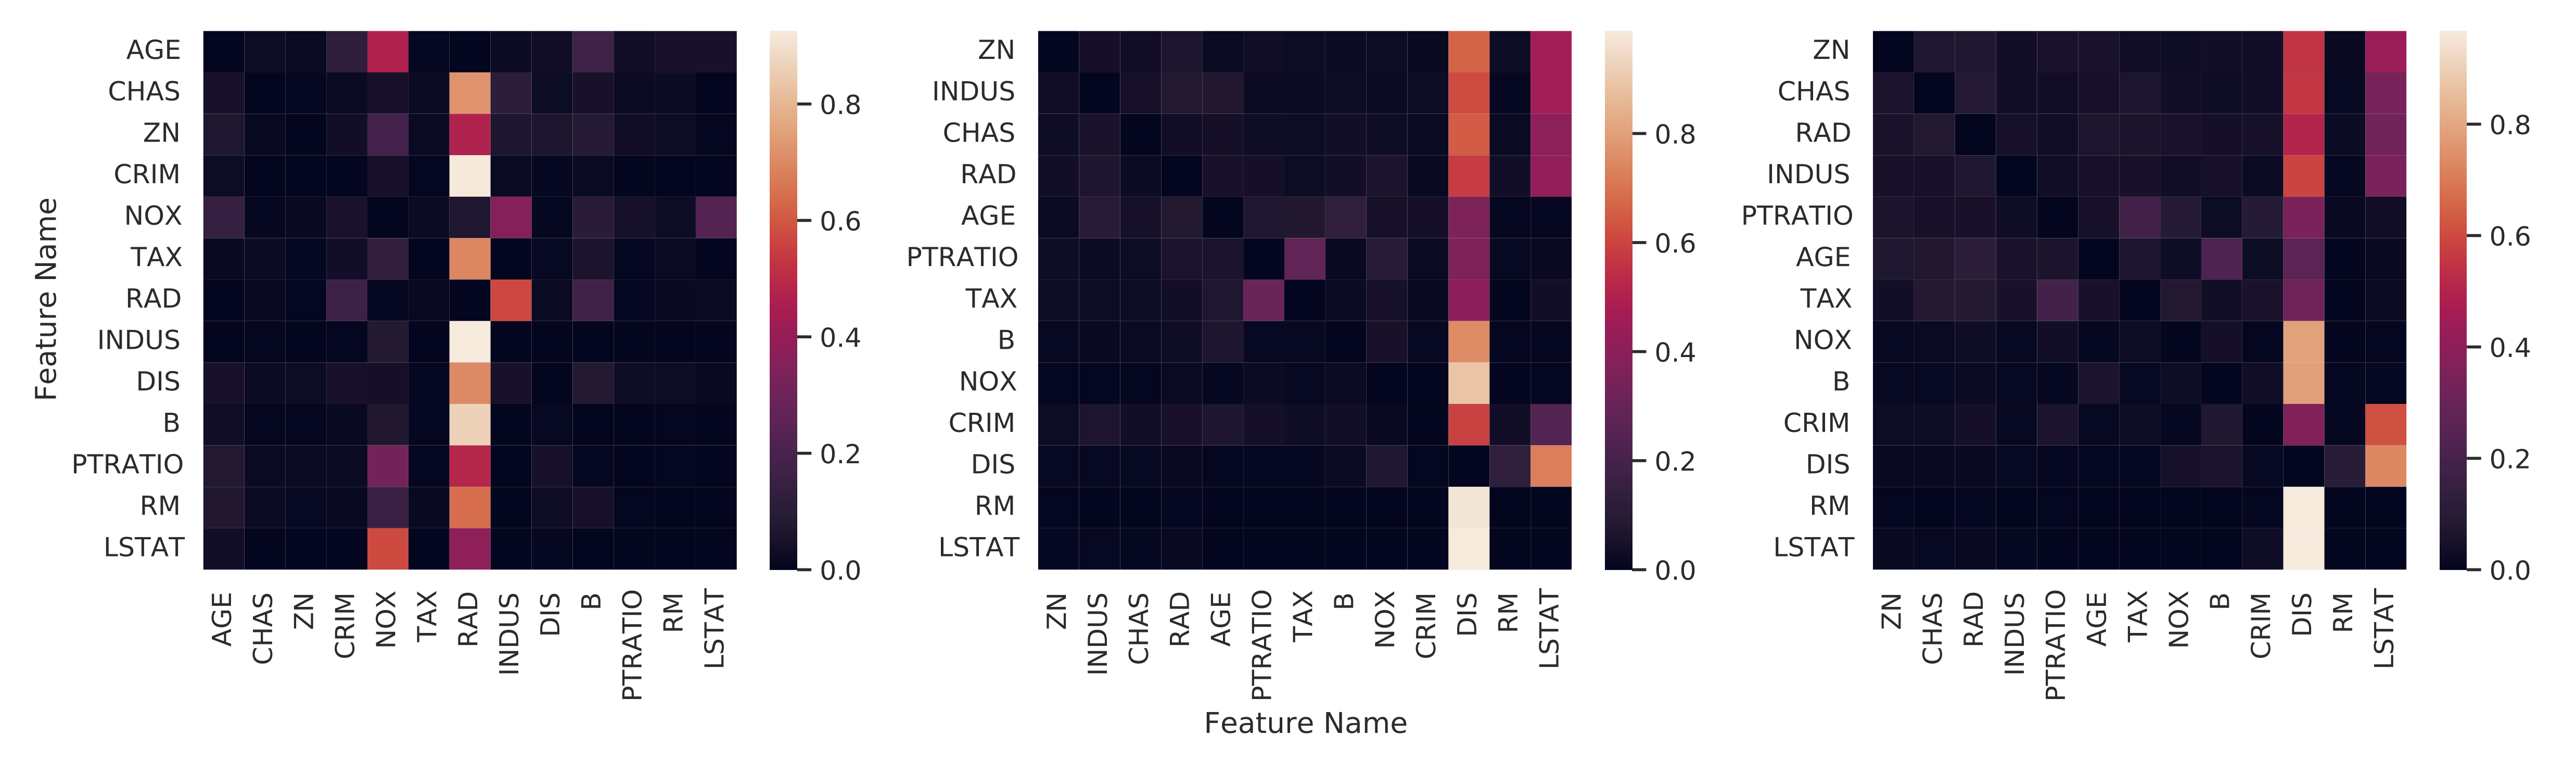 Feature Name
AGE
CHAS
ZN
CRIM
NOX
TAX
RAD
INDUS
DIS
B
PTRATIO
RM
LSTAT
AGE
CHAS
ZN
CRIM
NOX
TAX
RAD
INDUS
DIS
B
PTRATIO
RM
LSTAT
0.8
0.6
0.4
0.2
0.0
ZN
INDUS
CHAS
RAD
AGE
PTRATIO
TAX
B
NOX
CRIM
DIS
RM
LSTAT
ZN
INDUS
CHAS
RAD
AGE
PTRATIO
TAX
B
NOX
CRIM
DIS
RM
LSTAT
Feature Name
0.8
0.6
0.4
0.2
0.0
ZN
CHAS
RAD
INDUS
PTRATIO
AGE
TAX
NOX
B
CRIM
DIS
RM
LSTAT
ZN
CHAS
RAD
INDUS
PTRATIO
AGE
TAX
NOX
B
CRIM
DIS
RM
LSTAT
0.8
0.6
0.4
0.2
0.0